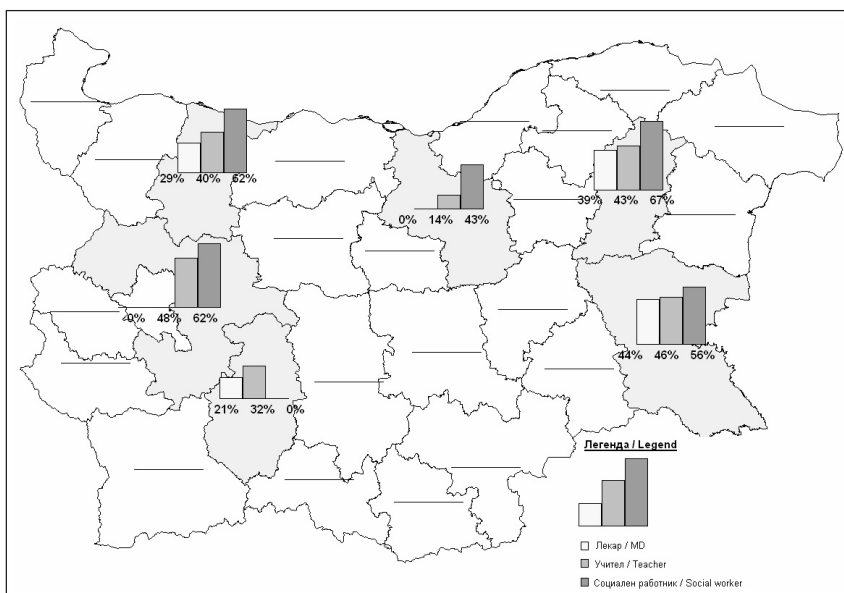 29% 40% 62%
0% 14% 43%
39% 43% 67%
0% 48% 62%
44% 46% 56%
21% 32% 0%
Легенда / Legend
Лекар / MD
Учител / Teacher
Социален работник / Social worker